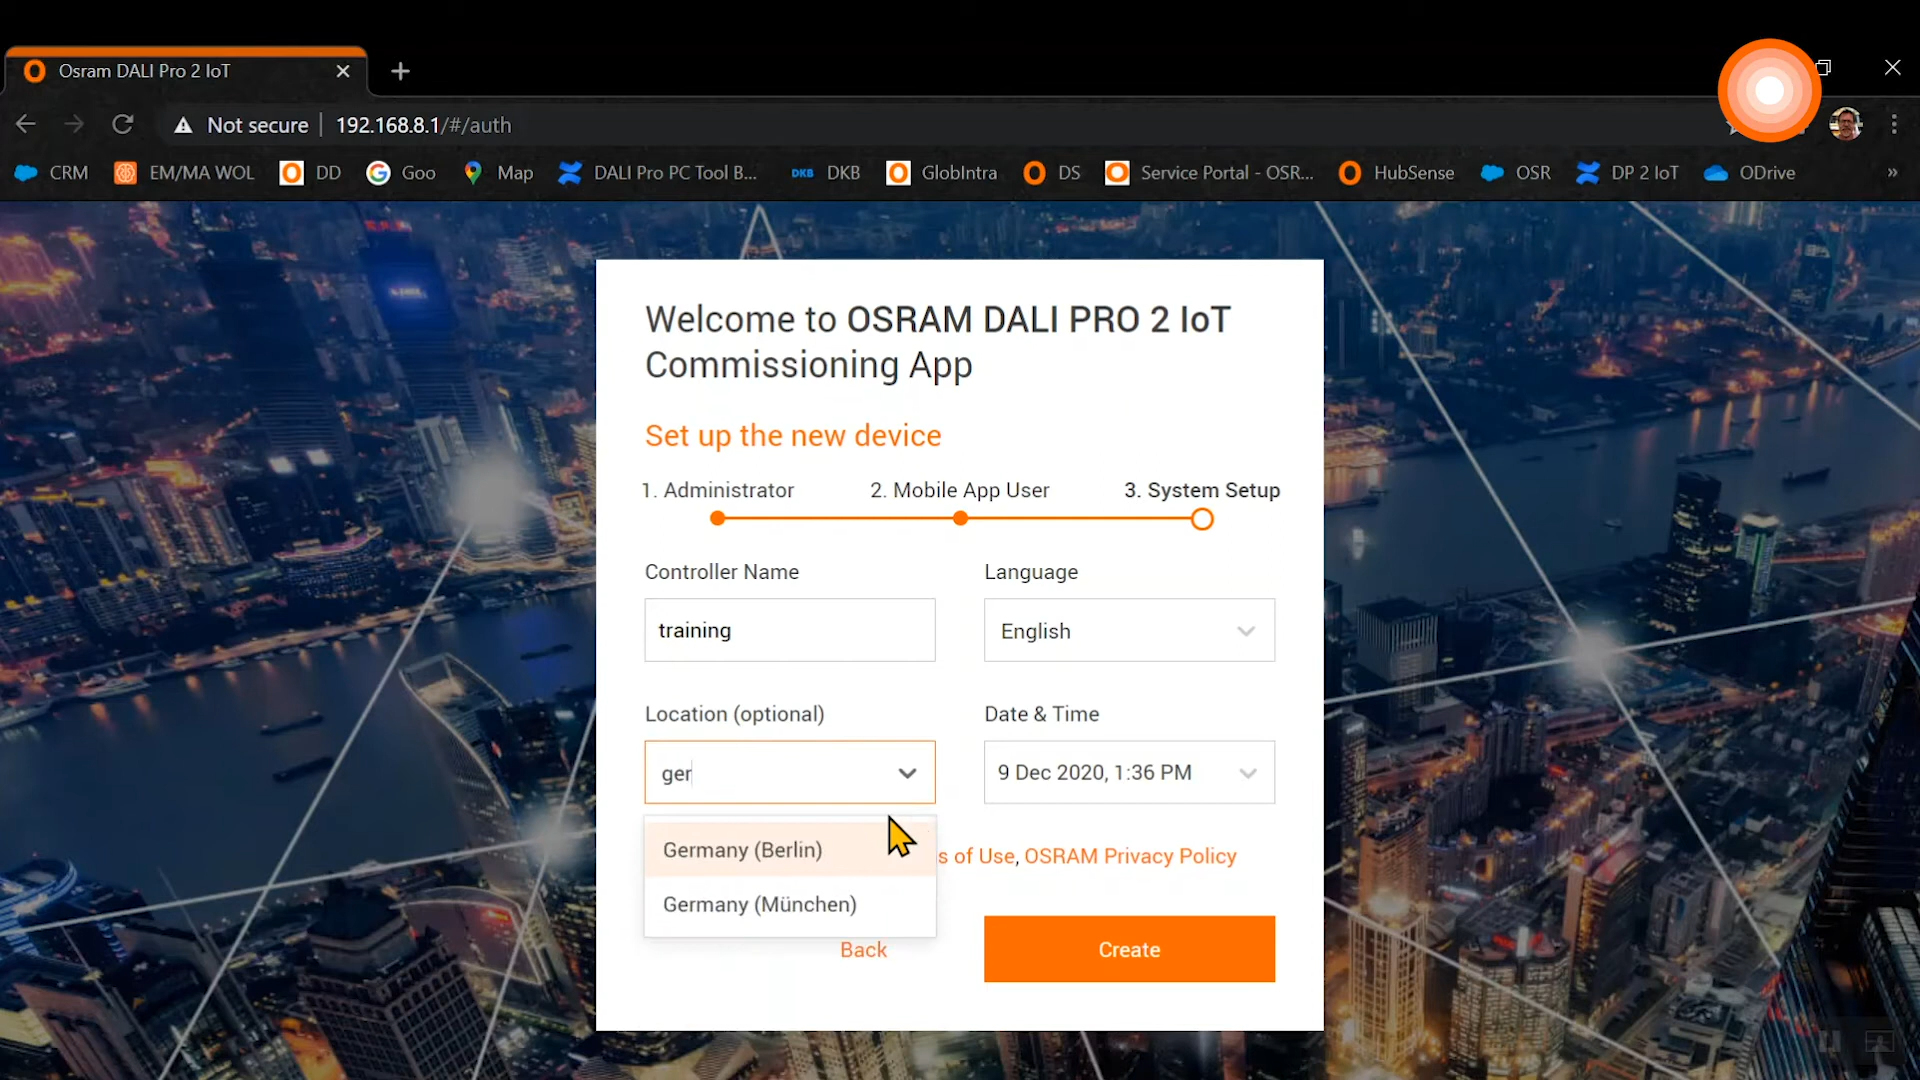 Osram DALI Pro 2 IoT
Not secure
192.168.8.1/#/auth
CRM
EM/MA WOL
DD
Goo
Map
DALI Pro PC Tool B...
DKB
DKB
GlobIntra
DS
Service Portal - OSR...
HubSense
OSR
DP 2 IoT
ODrive
»
Welcome to OSRAM DALI PRO 2 IoT
Commissioning App
Set up the new device
1. Administrator
2. Mobile App User
3. System Setup
Controller Name
Language
training
English
Location (optional)
Date & Time
ger
9 Dec 2020, 1:36 PM
Germany (Berlin)
s of Use, OSRAM Privacy Policy
Germany (München)
Back
Create